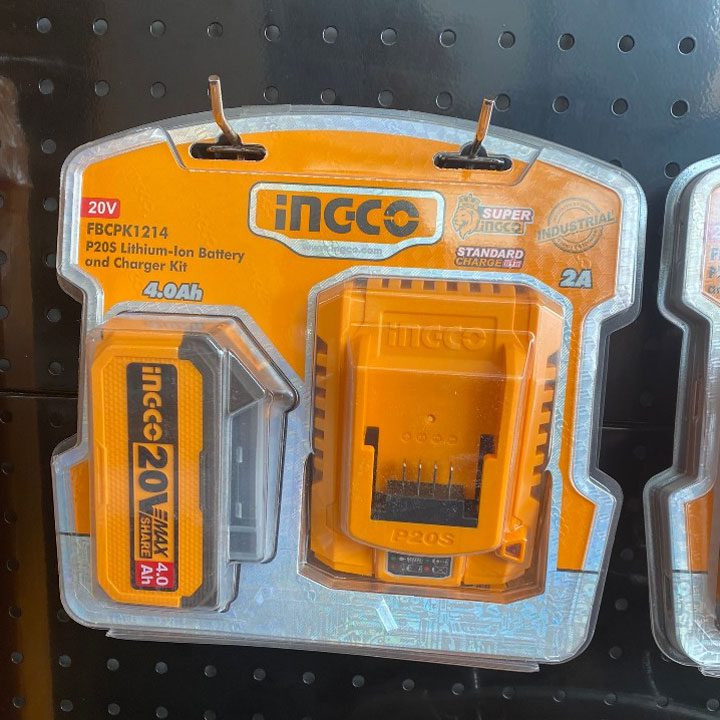 20V
FBCPK1214
P20S Lithium-Ion Battery
and Charger Kit
4.0Ah
INGCO
www.ingco.com
SUPER
INGCO
STANDARD
CHARGE
INDUSTRIAL
2A
INGCO
20V
MAX
SHARE
4.0
Ah
INGCO
P20S